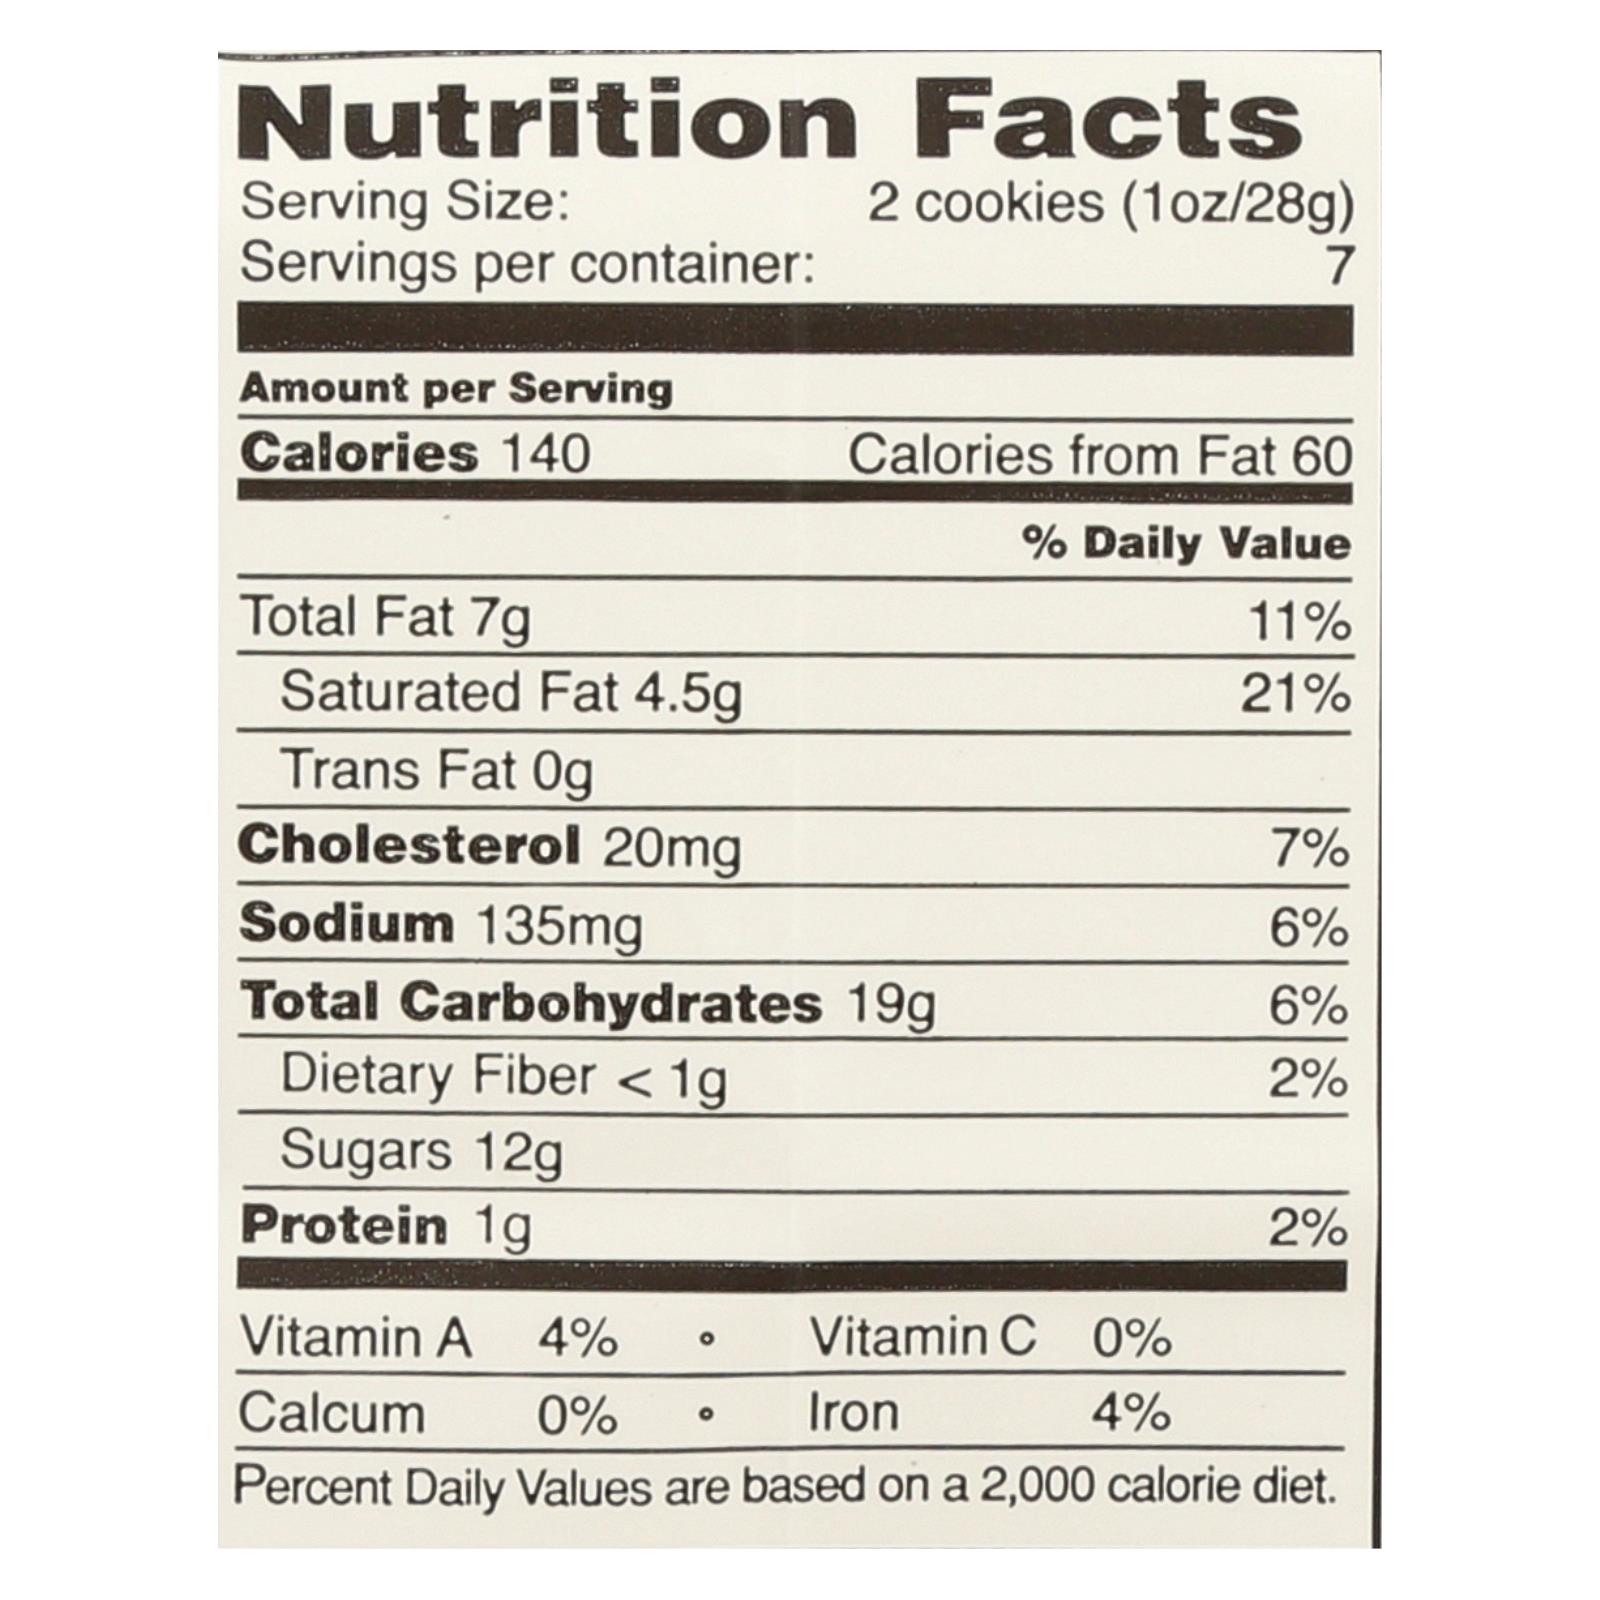 Nutrition Facts
Serving Size: 2 cookies (1oz/28g)
Servings per container: 7
Amount per Serving
Calories 140 Calories from Fat 60
% Daily Value
Total Fat 7g 11%
Saturated Fat 4.5g 21%
Trans Fat 0g
Cholesterol 20mg 7%
Sodium 135mg 6%
Total Carbohydrates 19g 6%
Dietary Fiber < 1g 2%
Sugars 12g
Protein 1g 2%
Vitamin A 4% • Vitamin C 0%
Calcum 0% • Iron 4%
Percent Daily Values are based on a 2,000 calorie diet.